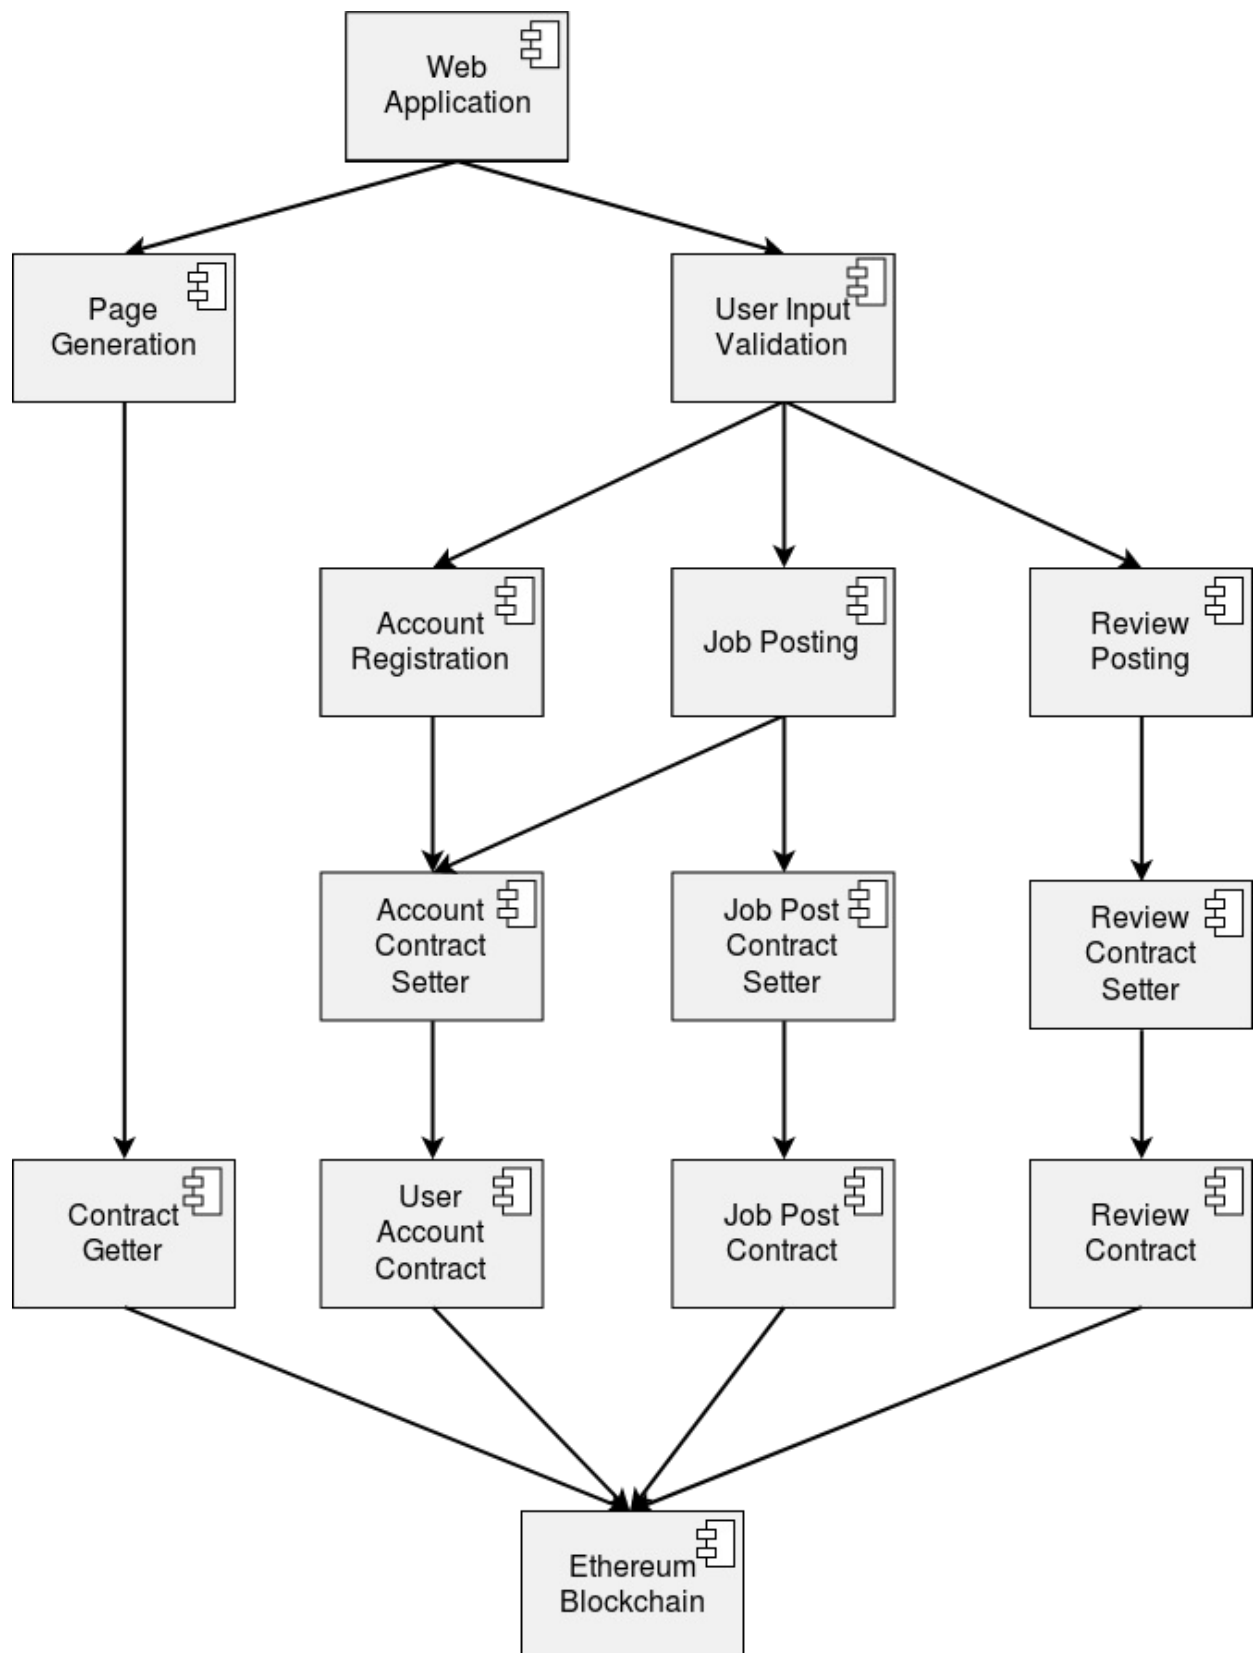 Web
Application
Page
Generation
User Input
Validation
Account
Registration
Job Posting
Review
Posting
Account
Contract
Setter
Job Post
Contract
Setter
Review
Contract
Setter
Contract
Getter
User
Account
Contract
Job Post
Contract
Review
Contract
Ethereum
Blockchain